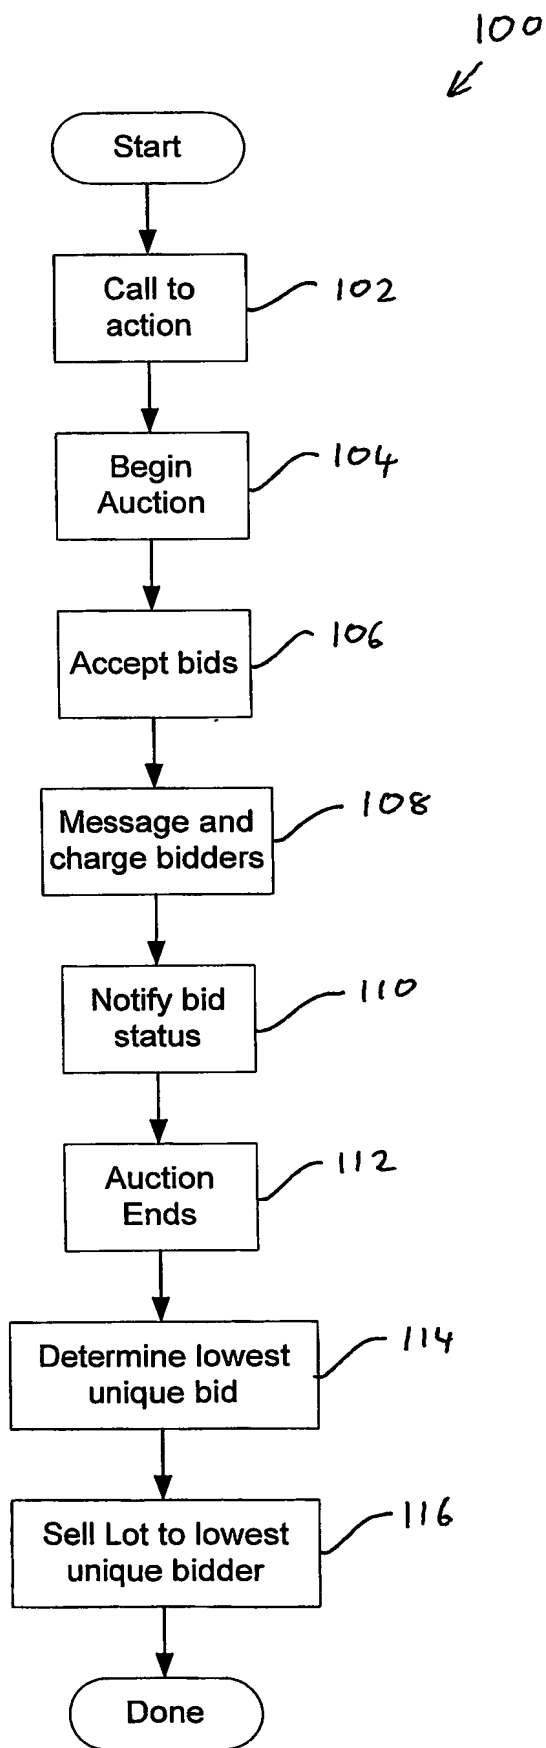 100
Start
Call to
action
102
Begin
Auction
104
Accept bids
106
Message and
charge bidders
108
Notify bid
status
110
Auction
Ends
112
Determine lowest
unique bid
114
Sell Lot to lowest
unique bidder
116
Done